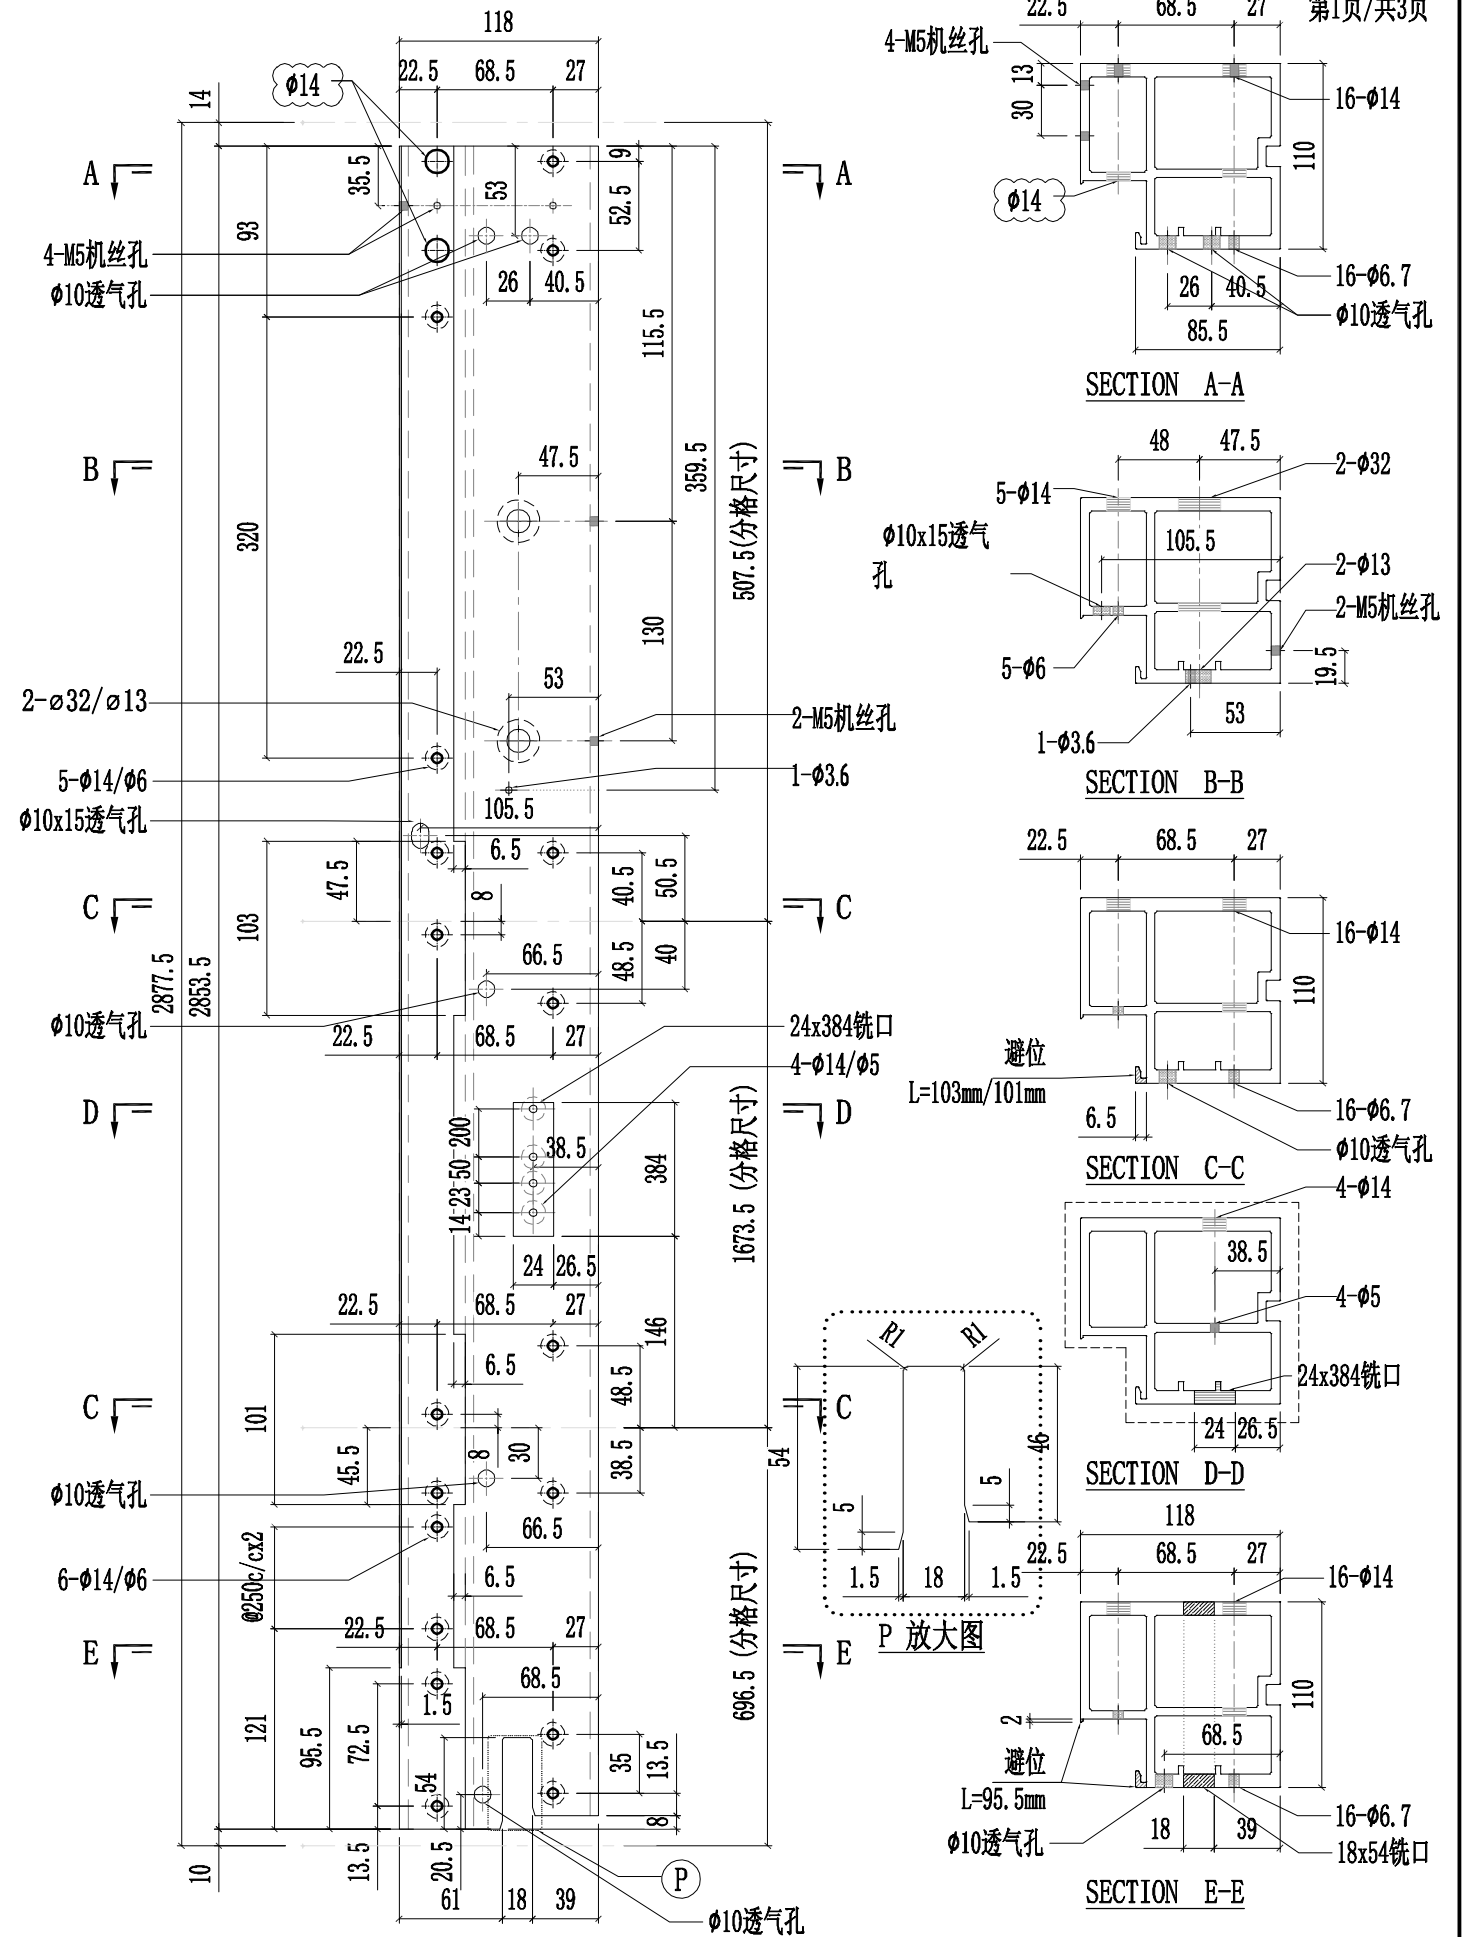 第1页/共3页
118
22.5 68.5 27
ϕ14
14
A A
35.5
53
9
52.5
93
4-M5机丝孔
ϕ10透气孔
26 40.5
115.5
B B
47.5
359.5
507.5(分格尺寸)
320
130
22.5
53
2-⌀32/⌀13
2-M5机丝孔
5-ϕ14/ϕ6
1-ϕ3.6
ϕ10x15透气孔
105.5
6.5
47.5
40.5
50.5
C C
8
103
66.5
48.5
40
2877.5
2853.5
ϕ10透气孔
22.5 68.5 27
24x384铣口
4-ϕ14/ϕ5
D D
14 23 50 200
38.5
384
1673.5 (分格尺寸)
24 26.5
22.5 68.5 27
146
6.5
48.5
C C
101
45.5
8
30
38.5
ϕ10透气孔
66.5
@250c/cx2
6-ϕ14/ϕ6
6.5
696.5 (分格尺寸)
22.5 68.5 27
E E
68.5
1.5
121
95.5
72.5
54
35
13.5
8
10
13.5
20.5
P
61 18 39
ϕ10透气孔
R1 R1
54
46
5
5
1.5 18 1.5
P 放大图
22.5 68.5 27
4-M5机丝孔
13
30
16-ϕ14
110
ϕ14
16-ϕ6.7
26 40.5
ϕ10透气孔
85.5
SECTION A-A
48 47.5
2-ϕ32
5-ϕ14
ϕ10x15透气
孔
105.5
2-ϕ13
2-M5机丝孔
5-ϕ6
19.5
53
1-ϕ3.6
SECTION B-B
22.5 68.5 27
16-ϕ14
110
避位
L=103mm/101mm
6.5
16-ϕ6.7
ϕ10透气孔
SECTION C-C
4-ϕ14
38.5
4-ϕ5
24x384铣口
24 26.5
SECTION D-D
118
22.5 68.5 27
16-ϕ14
110
2
68.5
避位
L=95.5mm
16-ϕ6.7
ϕ10透气孔
18 39
18x54铣口
SECTION E-E